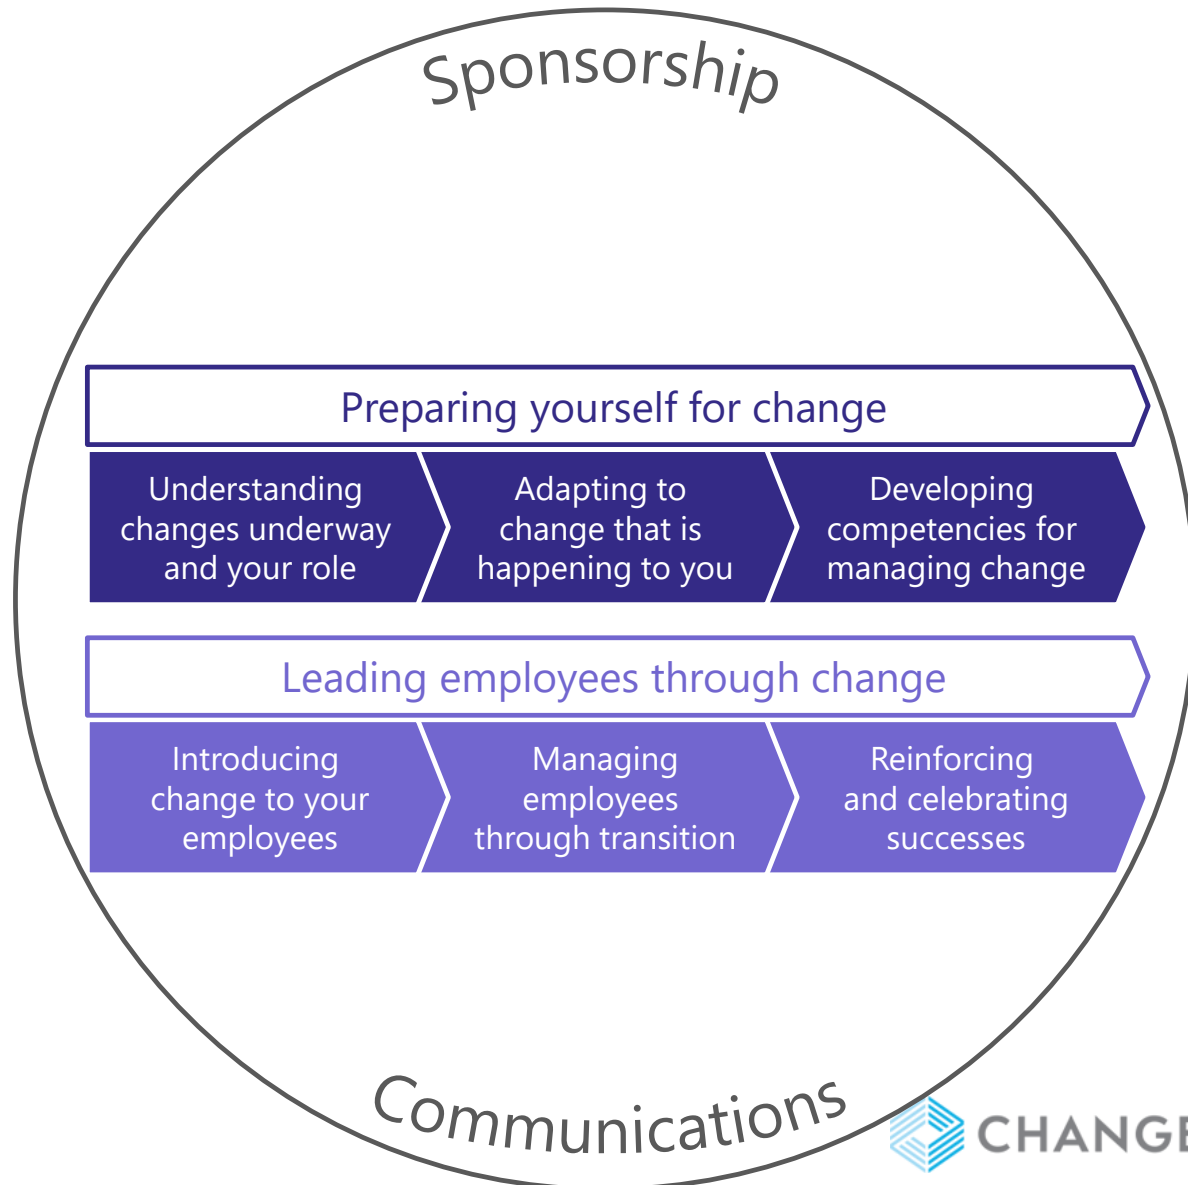 Sponsorship
Preparing yourself for change
Understanding
changes underway
and your role
Adapting to
change that is
happening to you
Developing
competencies for
managing change
Leading employees through change
Introducing
change to your
employees
Managing
employees
through transition
Reinforcing
and celebrating
successes
Communications
CHANGE